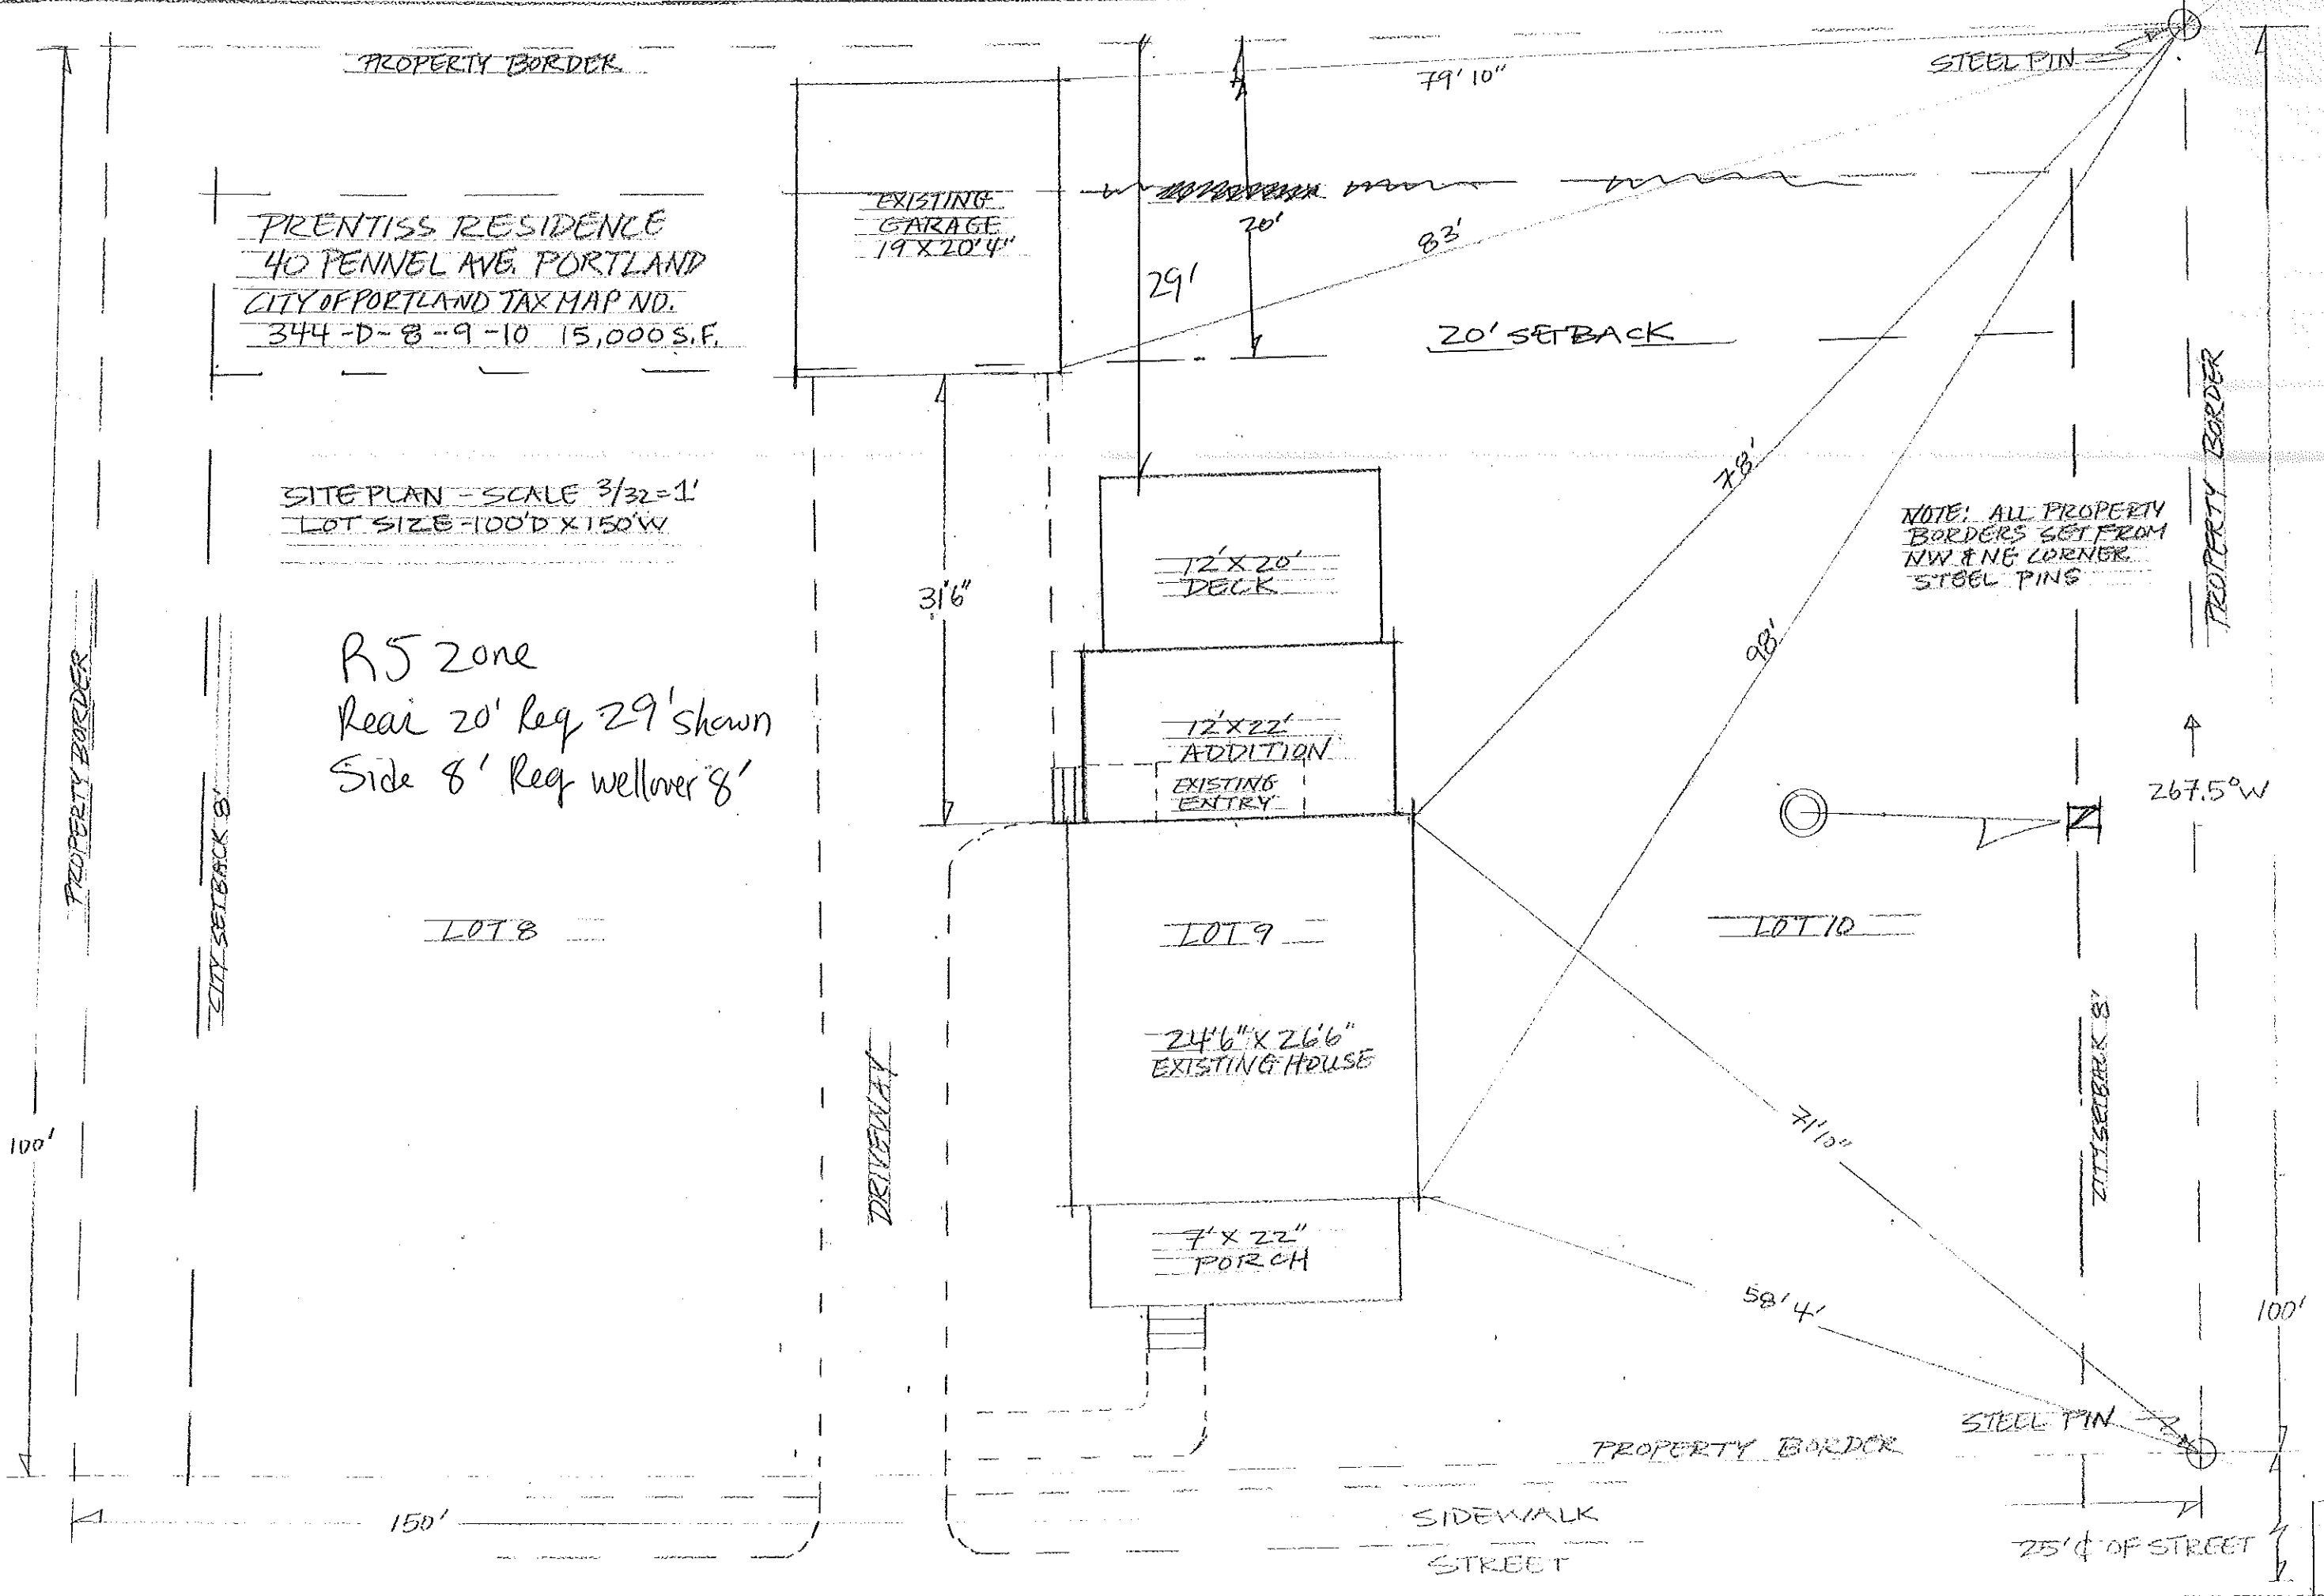 PROPERTY BORDER
STEEL PIN
79'10"
EXISTING
GARAGE
19 X 20'4"
20'
83'
29'
PRENTISS RESIDENCE
40 PENNEL AVE. PORTLAND
CITY OF PORTLAND TAX MAP NO.
344-D-8-9-10 15,000 S.F.
20' SETBACK
PROPERTY BORDER
SITE PLAN - SCALE 3/32=1'
LOT SIZE-100'D X 150'W
78'
NOTE: ALL PROPERTY
BORDERS SET FROM
NW & NE CORNER
STEEL PINS
12'X20'
DECK
31'6"
98'
R5 zone
Rear 20' Req 29' shown
Side 8' Req well over 8'
PROPERTY BORDER
12'X22'
ADDITION
EXISTING
ENTRY
267.5°W
CITY SETBACK 8'
LOT 8
LOT 9
LOT 10
24'6" X 26'6"
EXISTING HOUSE
DRIVEWAY
CITY SETBACK 8'
100'
71'10"
7' X 22"
PORCH
58'4'
100'
STEEL PIN
PROPERTY BORDER
150'
SIDEWALK
25' ℄ OF STREET
STREET